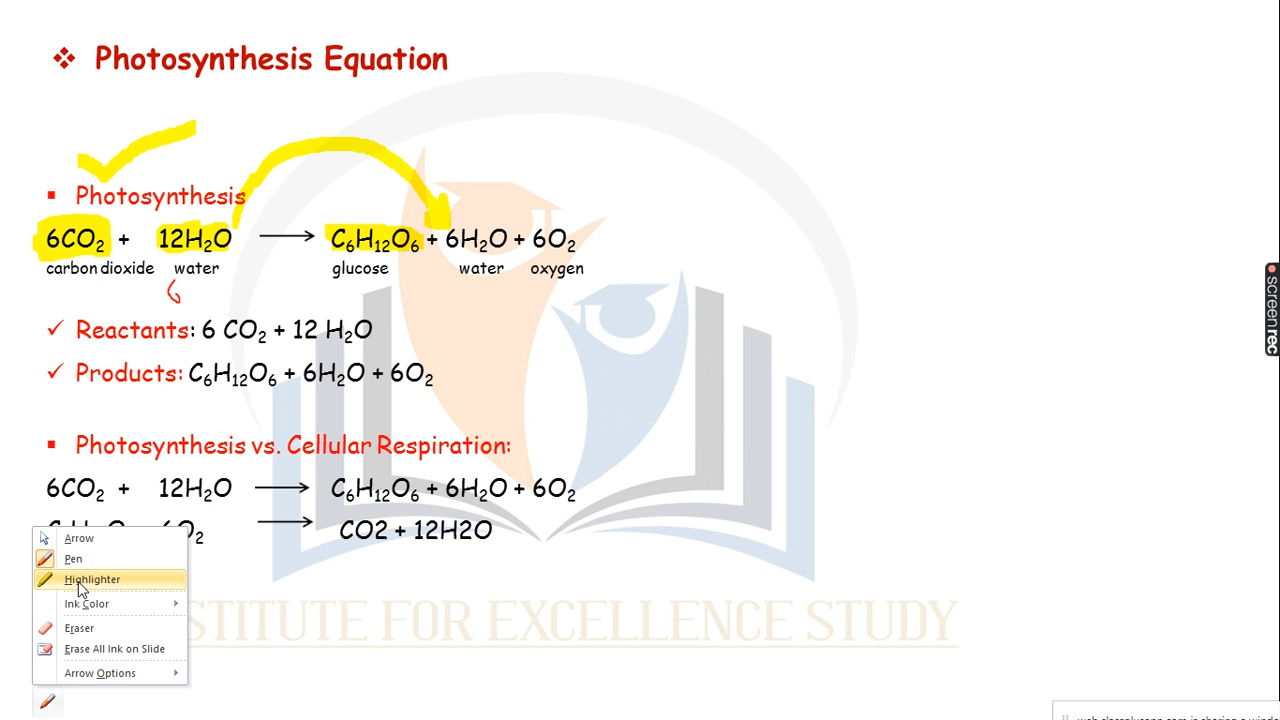 ❖ Photosynthesis Equation
▪ Photosynthesis
6CO₂ + 12H₂O ⟶ C₆H₁₂O₆ + 6H₂O + 6O₂
carbon dioxide water glucose water oxygen
6
✓ Reactants: 6 CO₂ + 12 H₂O
✓ Products: C₆H₁₂O₆ + 6H₂O + 6O₂
▪ Photosynthesis vs. Cellular Respiration:
6CO₂ + 12H₂O ⟶ C₆H₁₂O₆ + 6H₂O + 6O₂
⟶ CO2 + 12H2O
Arrow
Pen
Highlighter
Ink Color
Eraser
Erase All Ink on Slide
Arrow Options
STITUTE FOR EXCELLENCE STUDY
screenrec